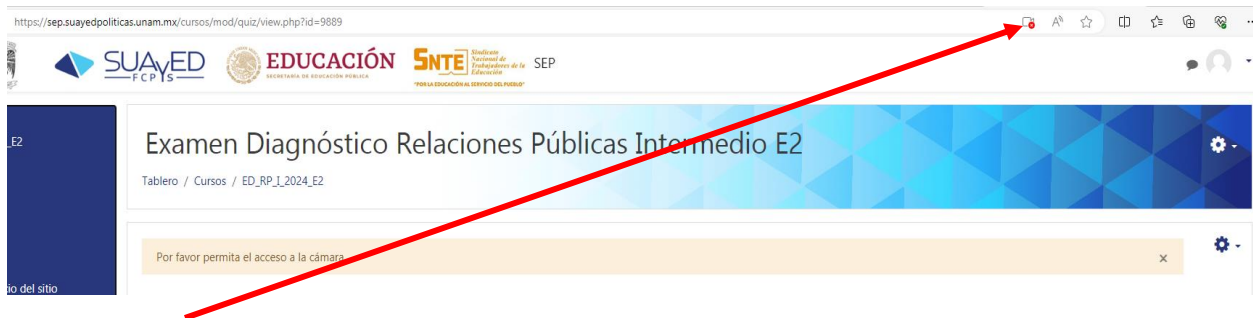 https://sep.suayedpoliticas.unam.mx/cursos/mod/quiz/view.php?id=9889
SUAyED
FCPyS
EDUCACIÓN
SECRETARÍA DE EDUCACIÓN PÚBLICA
SNTE
Sindicato
Nacional de
Trabajadores de la
Educación
"POR LA EDUCACIÓN AL SERVICIO DEL PUEBLO"
SEP
_E2
Examen Diagnóstico Relaciones Públicas Intermedio E2
Tablero / Cursos / ED_RP_I_2024_E2
Por favor permita el acceso a la cámara
io del sitio